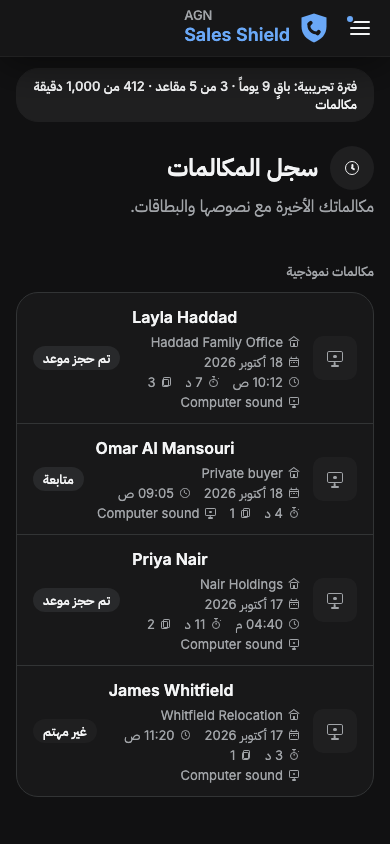 AGN
Sales Shield
فترة تجريبية: باقٍ 9 يوماً · 3 من 5 مقاعد · 412 من 1,000 دقيقة
مكالمات
سجل المكالمات
مكالماتك الأخيرة مع نصوصها والبطاقات.
مكالمات نموذجية
Layla Haddad
Haddad Family Office
18 أكتوبر 2026
10:12 ص 7 د 3
Computer sound
تم حجز موعد
Omar Al Mansouri
Private buyer
18 أكتوبر 2026 09:05 ص
4 د 1 Computer sound
متابعة
Priya Nair
Nair Holdings
17 أكتوبر 2026
04:40 م 11 د 2
Computer sound
تم حجز موعد
James Whitfield
Whitfield Relocation
17 أكتوبر 2026 11:20 ص
3 د 1
Computer sound
غير مهتم